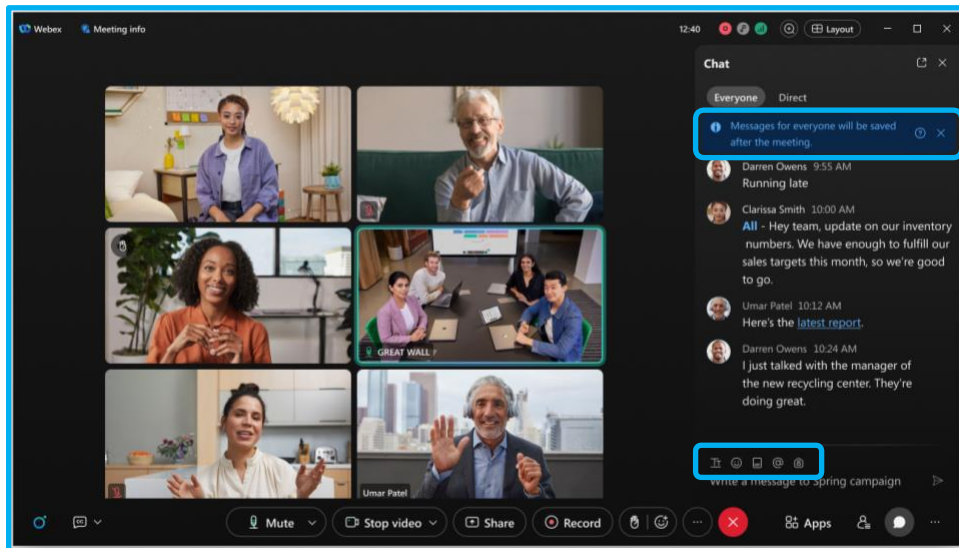 Webex
Meeting info
12:40
Layout
Chat
Everyone
Direct
Messages for everyone will be saved
after the meeting.
Darren Owens 9:55 AM
Running late
Clarissa Smith 10:00 AM
All - Hey team, update on our inventory
numbers. We have enough to fulfill our
sales targets this month, so we're good
to go.
Umar Patel 10:12 AM
Here's the latest report.
Darren Owens 10:24 AM
I just talked with the manager of
the new recycling center. They're
doing great.
GREAT WALL
Umar Patel
Tt
@
Write a message to Spring campaign
CC
Mute
Stop video
Share
Record
Apps